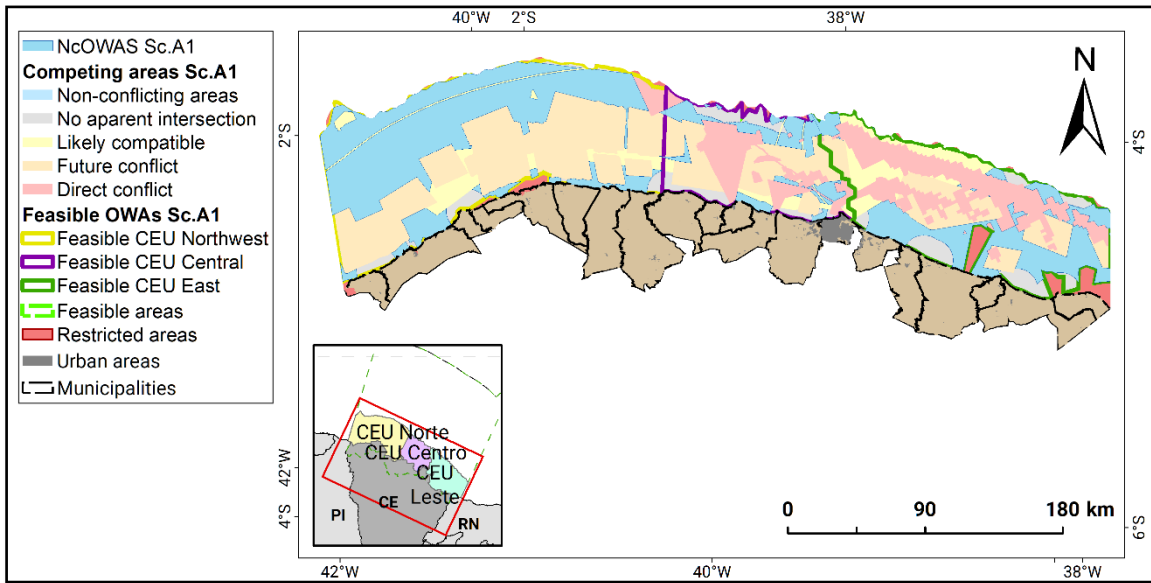 40°W 2°S 38°W
NcOWAS Sc.A1
Competing areas Sc.A1
Non-conflicting areas
No apparent intersection
Likely compatible
Future conflict
Direct conflict
Feasible OWAs Sc.A1
Feasible CEU Northwest
Feasible CEU Central
Feasible CEU East
Feasible areas
Restricted areas
Urban areas
Municipalities
N
2°S
4°S
CEU Norte
CEU Centro
CEU
Leste
CE
PI
RN
42°W
4°S
0 90 180 km
6°S
42°W 40°W 38°W